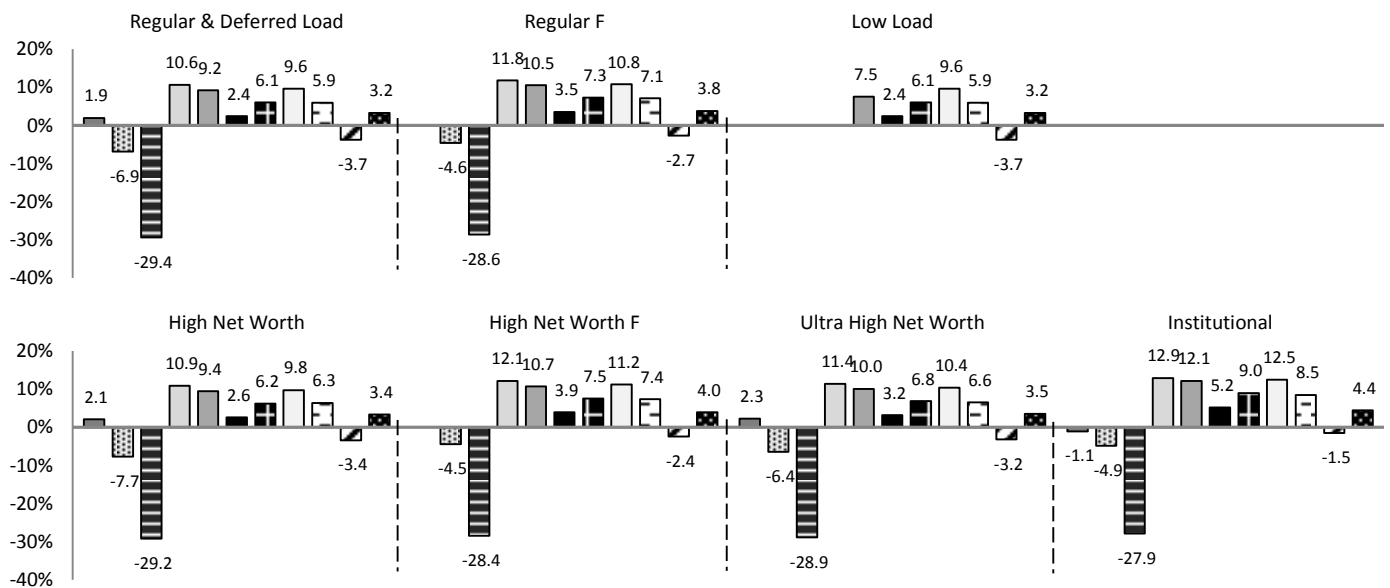 Regular & Deferred Load Regular F Low Load
20%
10%
0%
-10%
-20%
-30%
-40%
1.9 -6.9 -29.4 10.6 9.2 2.4 6.1 9.6 5.9 -3.7 3.2
-4.6 -28.6 11.8 10.5 3.5 7.3 10.8 7.1 -2.7 3.8
7.5 2.4 6.1 9.6 5.9 -3.7 3.2
High Net Worth High Net Worth F Ultra High Net Worth Institutional
20%
10%
0%
-10%
-20%
-30%
-40%
2.1 -7.7 -29.2 10.9 9.4 2.6 6.2 9.8 6.3 -3.4 3.4
-4.5 -28.4 12.1 10.7 3.9 7.5 11.2 7.4 -2.4 4.0
2.3 -6.4 -28.9 11.4 10.0 3.2 6.8 10.4 6.6 -3.2 3.5
-1.1 -4.9 -27.9 12.9 12.1 5.2 9.0 12.5 8.5 -1.5 4.4